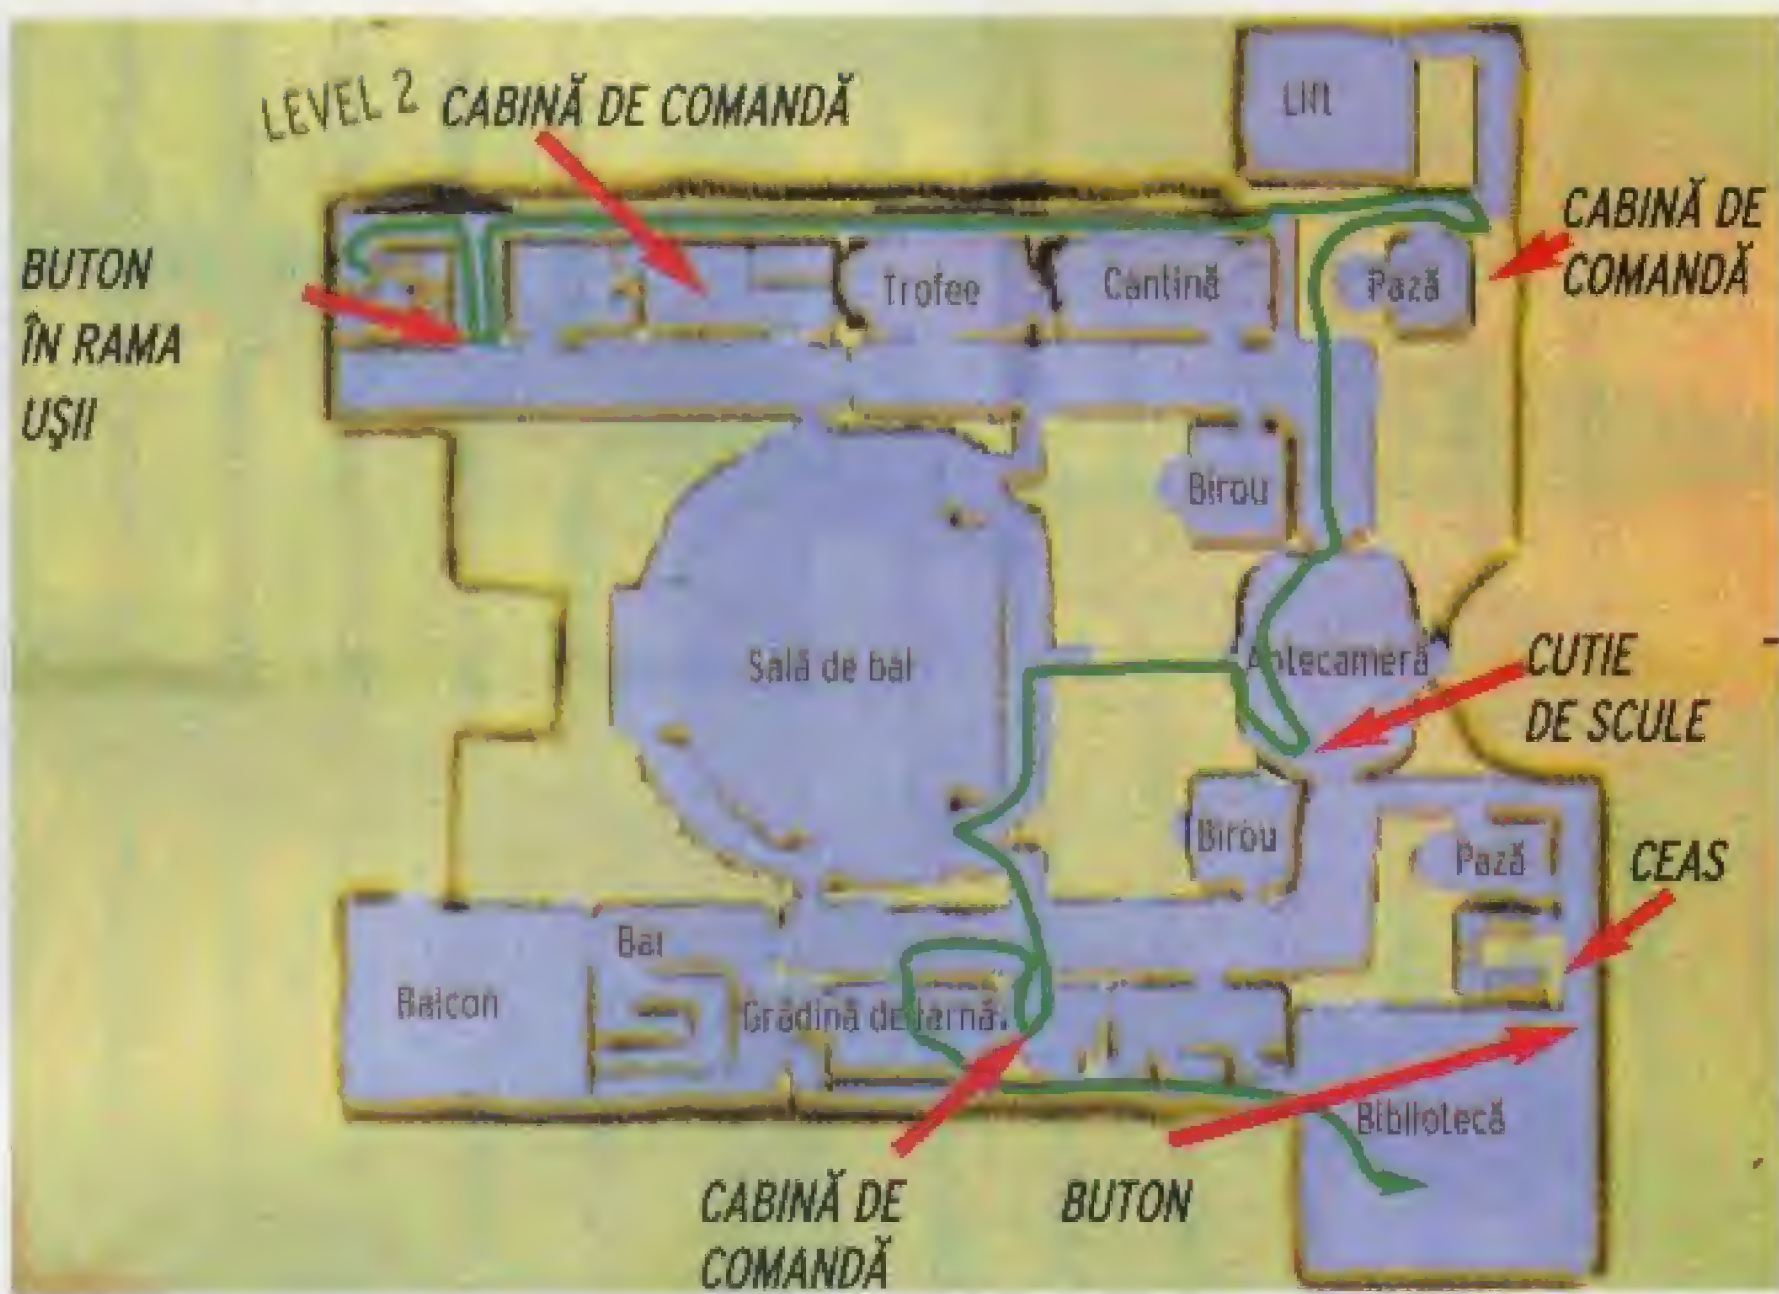 Lift
LEVEL 2
CABINĂ DE COMANDĂ
CABINĂ DE
COMANDĂ
BUTON
ÎN RAMA
UŞII
Trofee
Cantină
Pază
Birou
Sală de bal
Antecameră
CUTIE
DE SCULE
Birou
Pază
CEAS
Bar
Balcon
Grădină de iarnă
Bibliotecă
CABINĂ DE
COMANDĂ
BUTON